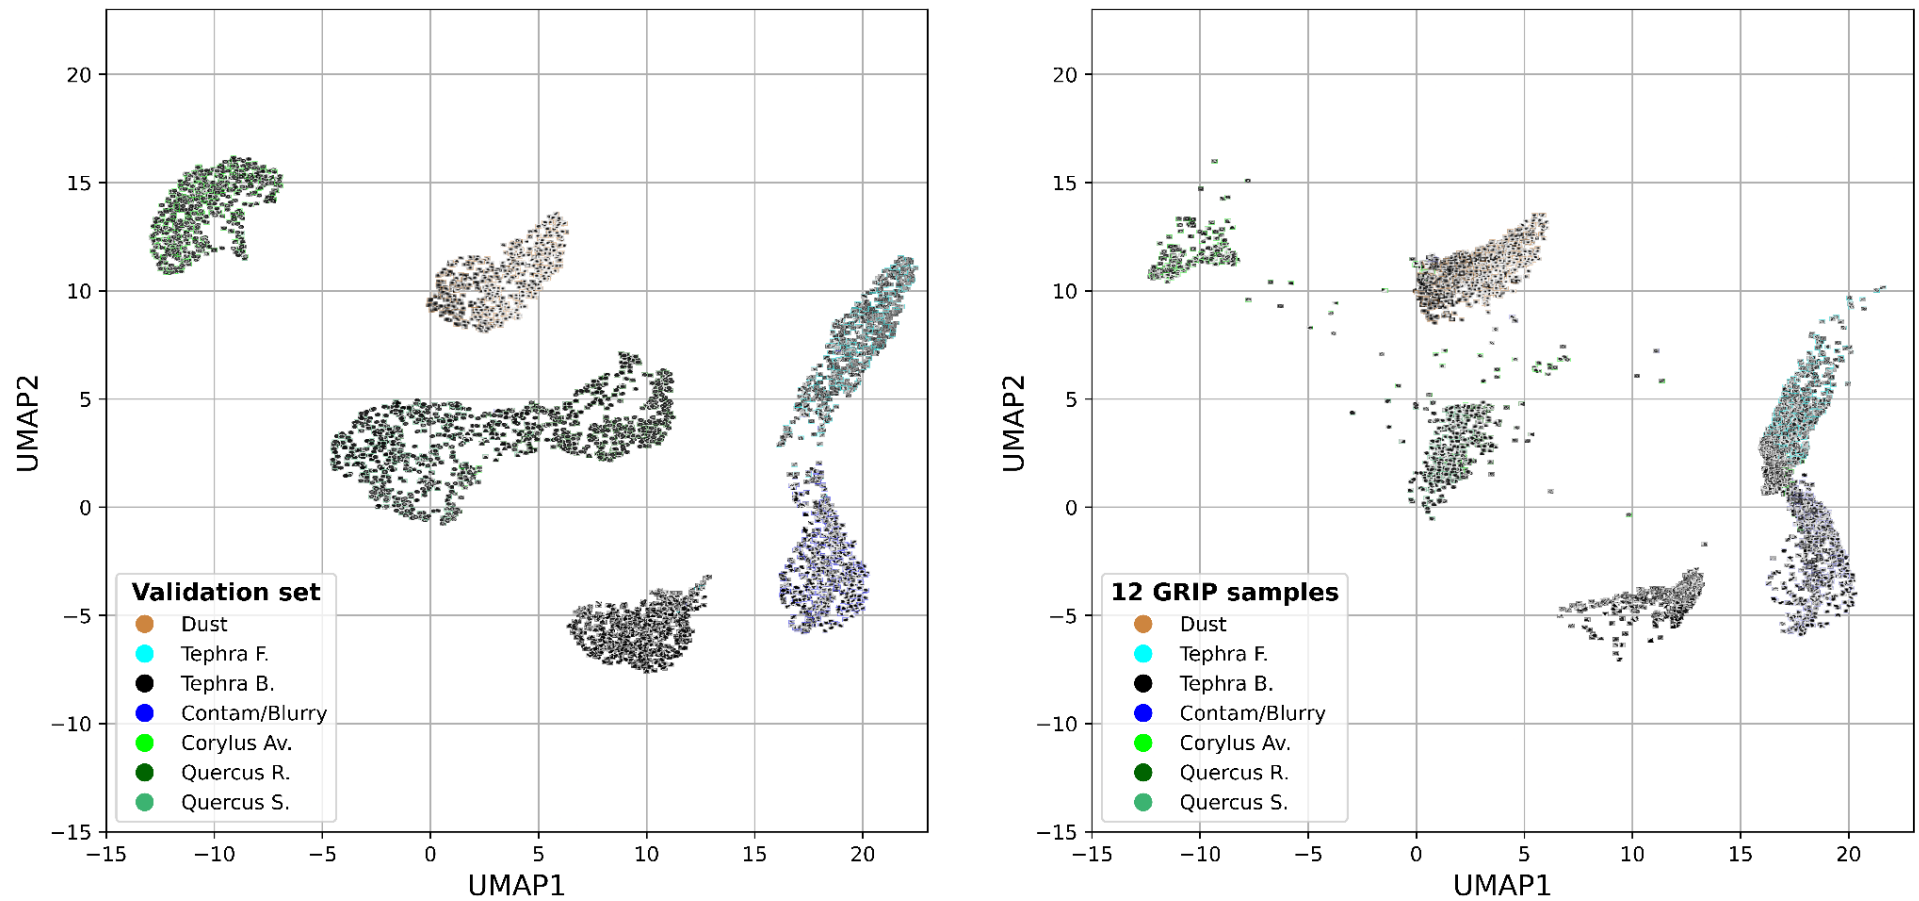 20
15
10
5
0
−5
−10
−15
UMAP2
Validation set
Dust
Tephra F.
Tephra B.
Contam/Blurry
Corylus Av.
Quercus R.
Quercus S.
−15 −10 −5 0 5 10 15 20
UMAP1
20
15
10
5
0
−5
−10
−15
UMAP2
12 GRIP samples
Dust
Tephra F.
Tephra B.
Contam/Blurry
Corylus Av.
Quercus R.
Quercus S.
−15 −10 −5 0 5 10 15 20
UMAP1